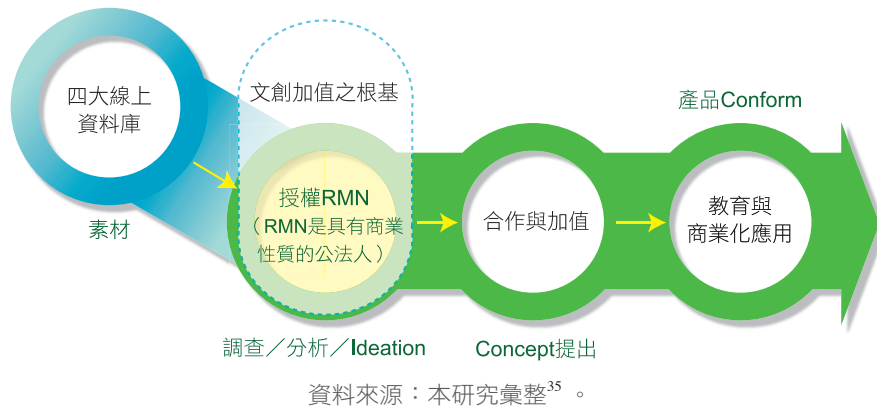 四大線上
資料庫
素材
文創加值之根基
授權RMN
（RMN是具有商業
性質的公法人）
調查／分析／Ideation
合作與加值
Concept提出
產品Conform
教育與
商業化應用
資料來源：本研究彙整35 。